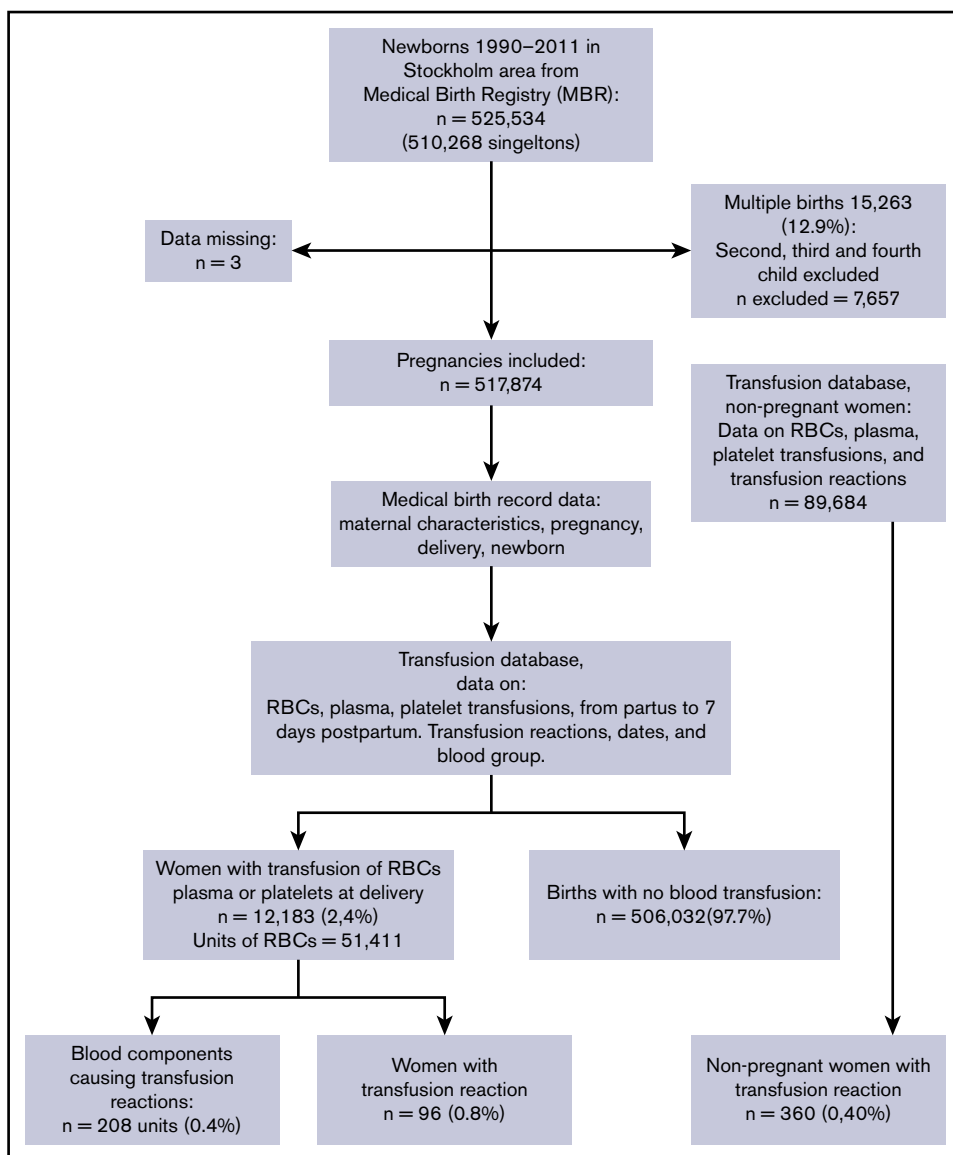 Newborns 1990–2011 in
Stockholm area from
Medical Birth Registry (MBR):
n = 525,534
(510,268 singeltons)
Data missing:
n = 3
Multiple births 15,263
(12.9%):
Second, third and fourth
child excluded
n excluded = 7,657
Pregnancies included:
n = 517,874
Transfusion database,
non-pregnant women:
Data on RBCs, plasma,
platelet transfusions, and
transfusion reactions
n = 89,684
Medical birth record data:
maternal characteristics, pregnancy,
delivery, newborn
Transfusion database,
data on:
RBCs, plasma, platelet transfusions, from partus to 7
days postpartum. Transfusion reactions, dates, and
blood group.
Women with transfusion of RBCs
plasma or platelets at delivery
n = 12,183 (2,4%)
Units of RBCs = 51,411
Births with no blood transfusion:
n = 506,032(97.7%)
Blood components
causing transfusion
reactions:
n = 208 units (0.4%)
Women with
transfusion reaction
n = 96 (0.8%)
Non-pregnant women with
transfusion reaction
n = 360 (0,40%)